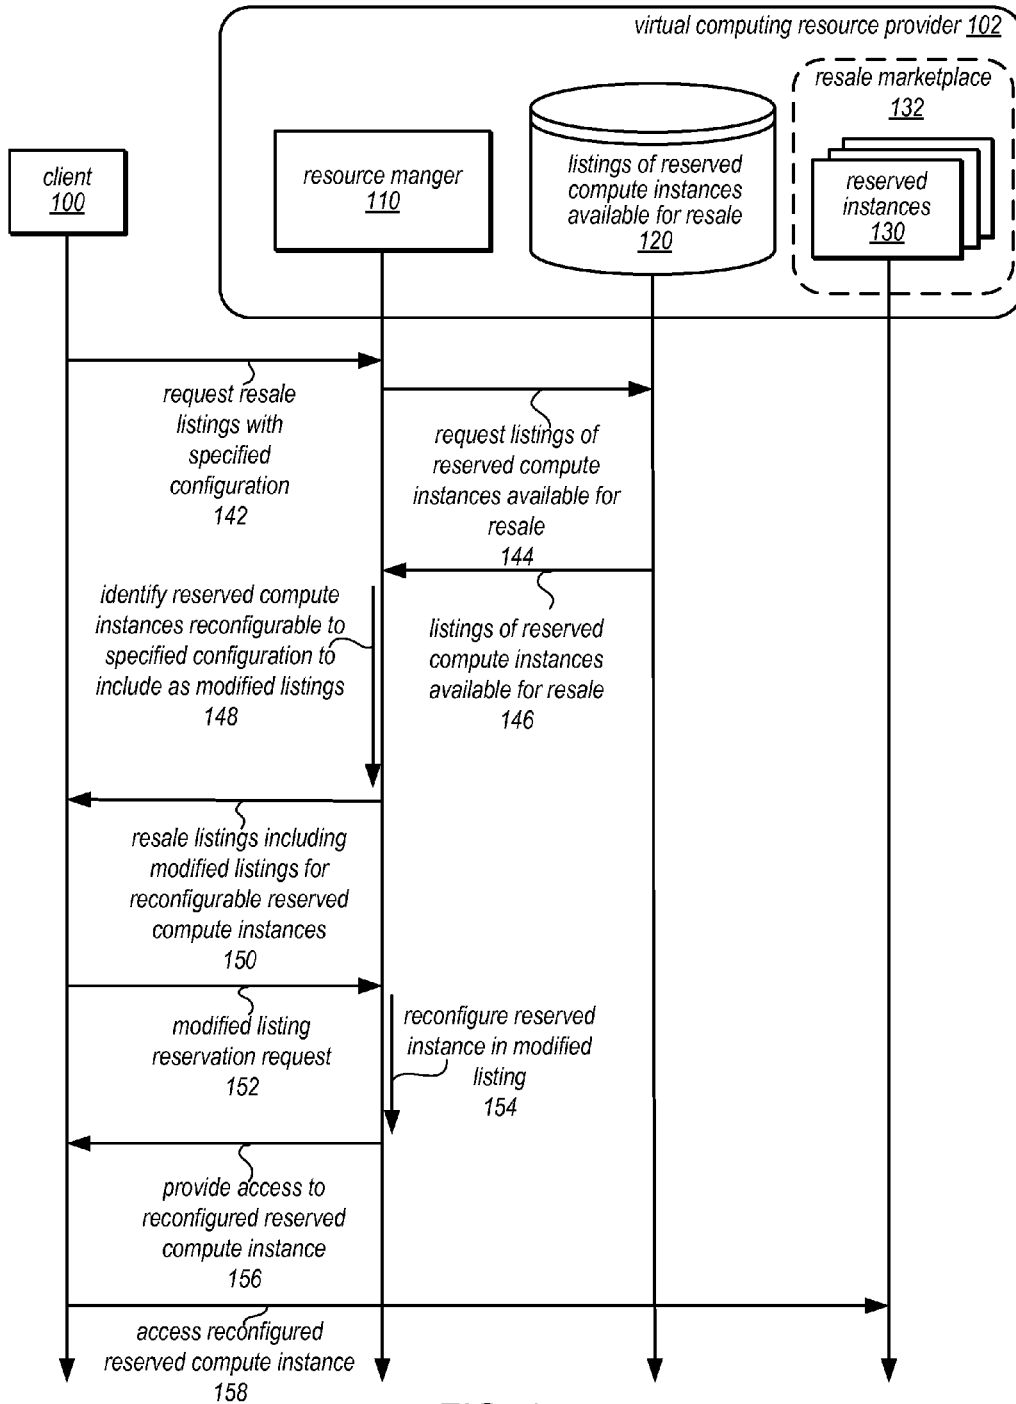 virtual computing resource provider 102
resale marketplace
132
client
100
resource manger
110
listings of reserved
compute instances
available for resale
120
reserved
instances
130
request resale
listings with
specified
configuration
142
request listings of
reserved compute
instances available for
resale
144
identify reserved compute
instances reconfigurable to
specified configuration to
include as modified listings
148
listings of reserved
compute instances
available for resale
146
resale listings including
modified listings for
reconfigurable reserved
compute instances
150
modified listing
reservation request
152
reconfigure reserved
instance in modified
listing
154
provide access to
reconfigured reserved
compute instance
156
access reconfigured
reserved compute instance
158